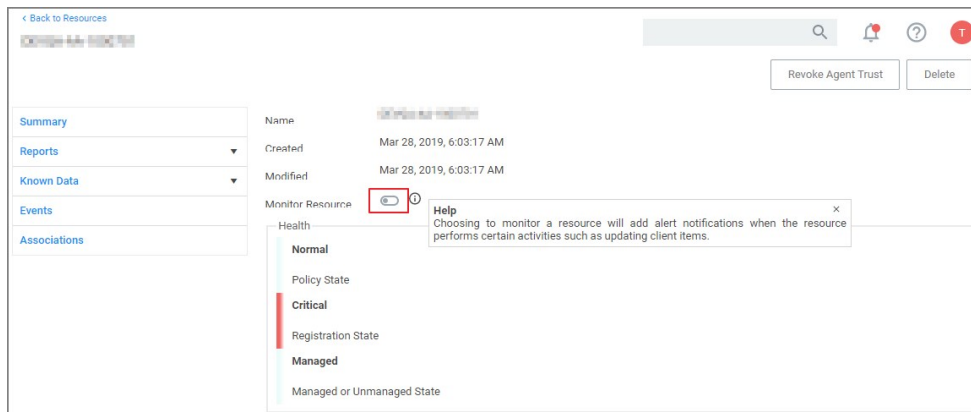 < Back to Resources
T
Revoke Agent Trust
Delete
Summary
Reports
Known Data
Events
Associations
Name
Created
Mar 28, 2019, 6:03:17 AM
Modified
Mar 28, 2019, 6:03:17 AM
Monitor Resource
Help
Choosing to monitor a resource will add alert notifications when the resource
performs certain activities such as updating client items.
Health
Normal
Policy State
Critical
Registration State
Managed
Managed or Unmanaged State